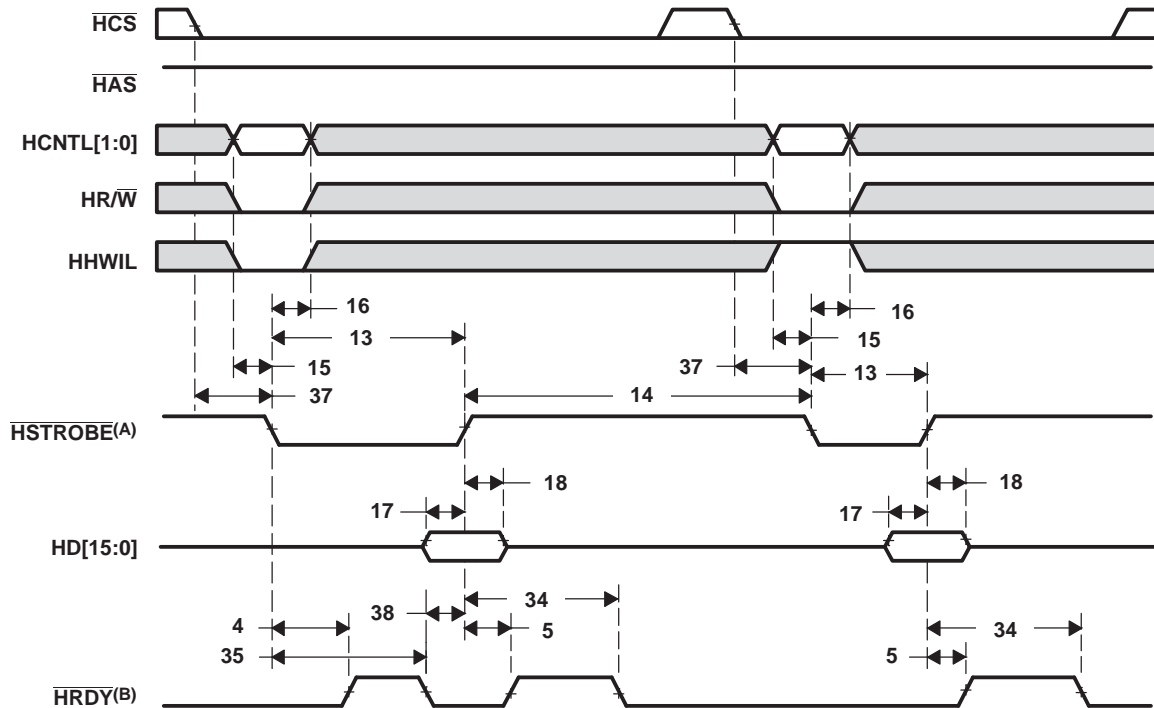 HCS
HAS
HCNTL[1:0]
HR/W
HHWIL
16
16
13
15
15
37
13
37
14
HSTROBE(A)
18
18
17
17
HD[15:0]
34
38
4
5
34
35
5
HRDY(B)